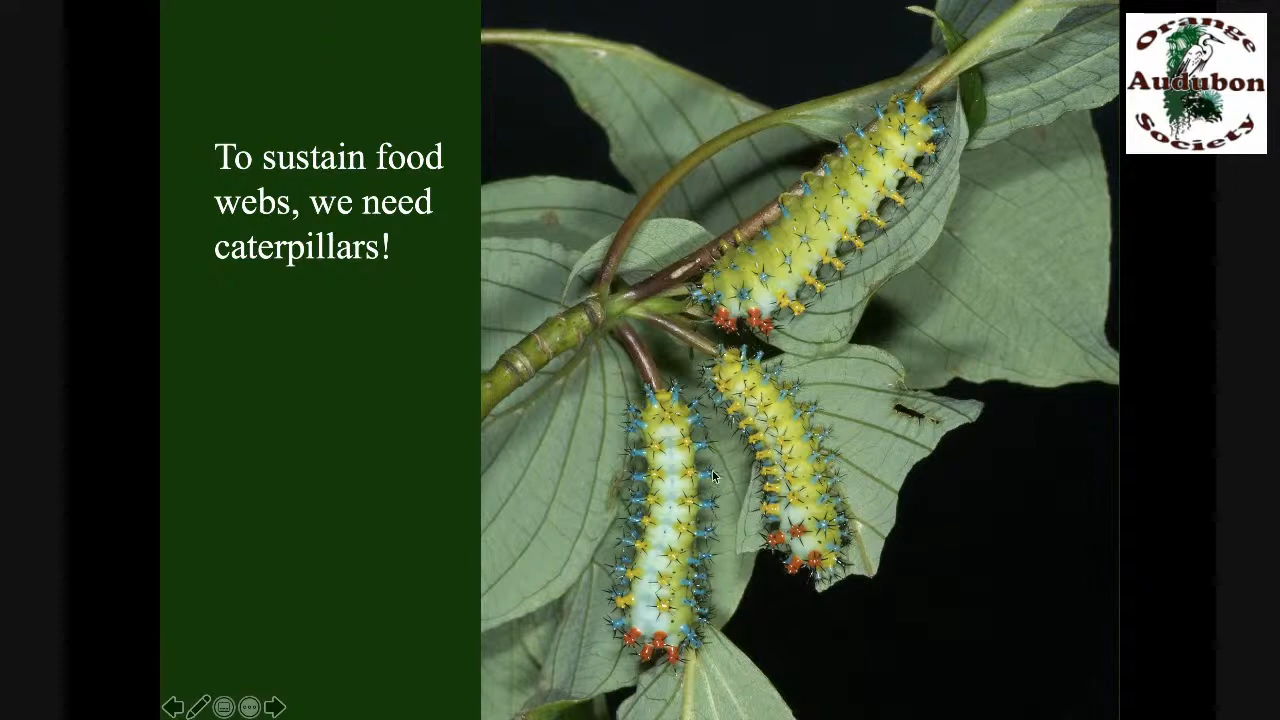 To sustain food
webs, we need
caterpillars!
Orange
Audubon
Society